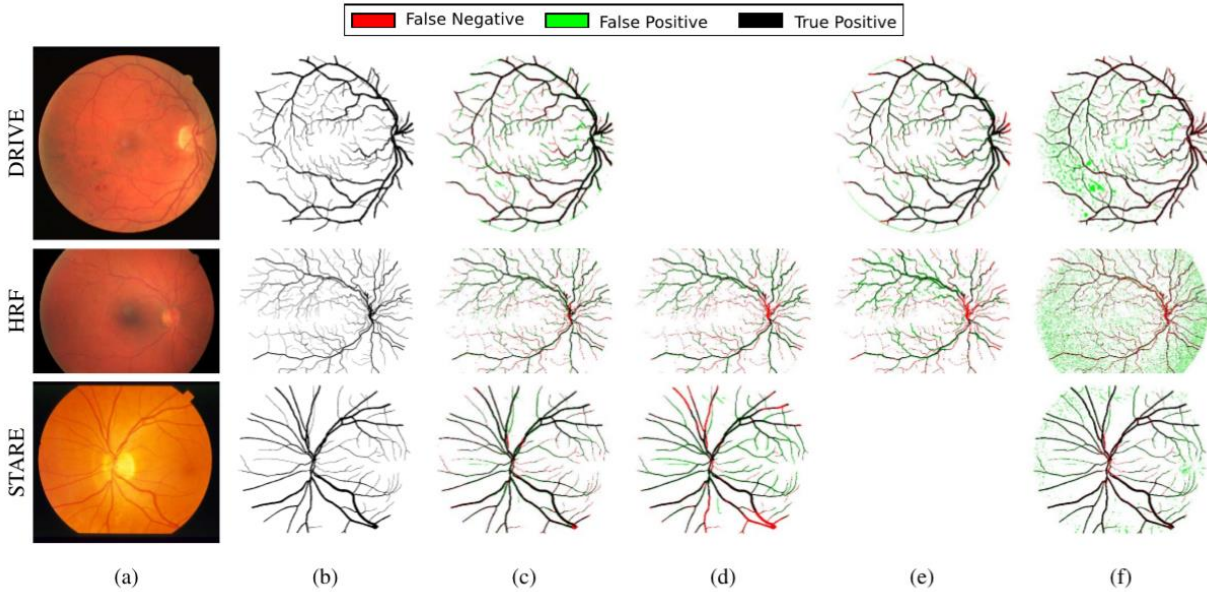 False Negative False Positive True Positive
DRIVE
HRF
STARE
(a) (b) (c) (d) (e) (f)